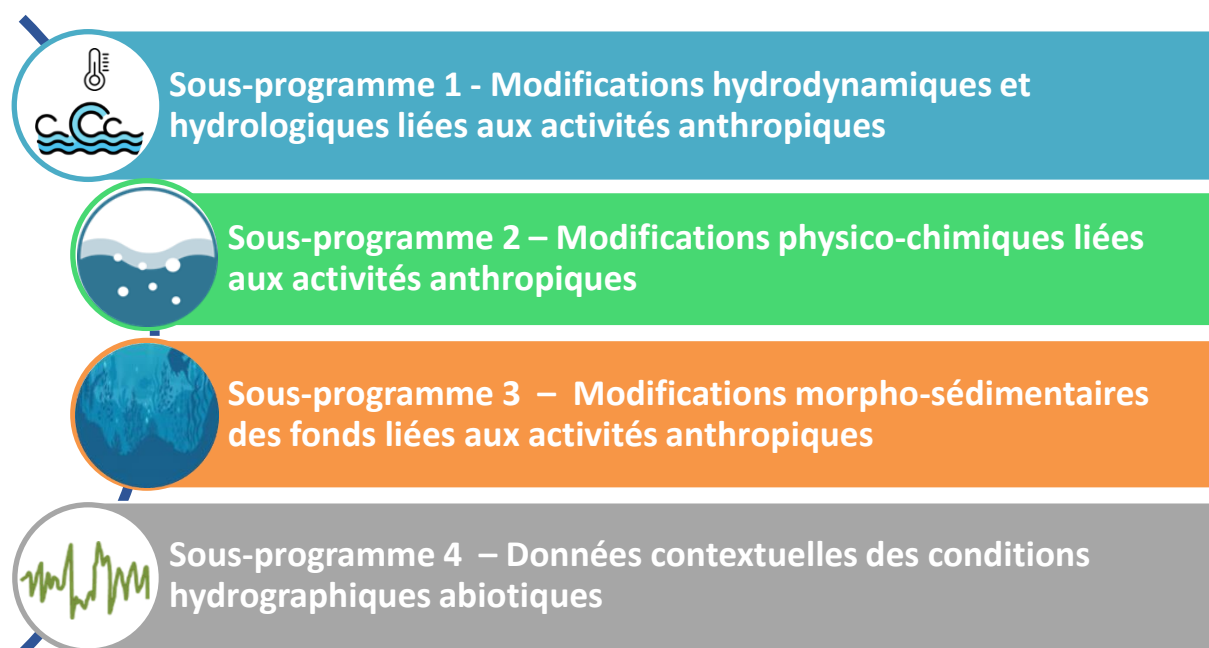 Sous-programme 1 - Modifications hydrodynamiques et
hydrologiques liées aux activités anthropiques
Sous-programme 2 – Modifications physico-chimiques liées
aux activités anthropiques
Sous-programme 3 – Modifications morpho-sédimentaires
des fonds liées aux activités anthropiques
Sous-programme 4 – Données contextuelles des conditions
hydrographiques abiotiques